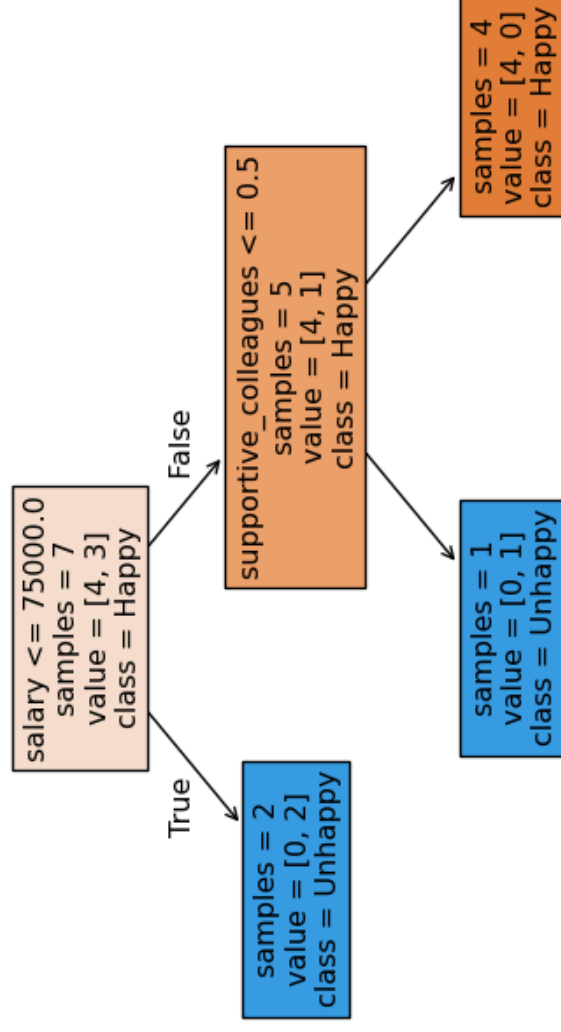 salary <= 75000.0
samples = 7
value = [4, 3]
class = Happy
True
False
samples = 2
value = [0, 2]
class = Unhappy
supportive_colleagues <= 0.5
samples = 5
value = [4, 1]
class = Happy
samples = 1
value = [0, 1]
class = Unhappy
samples = 4
value = [4, 0]
class = Happy